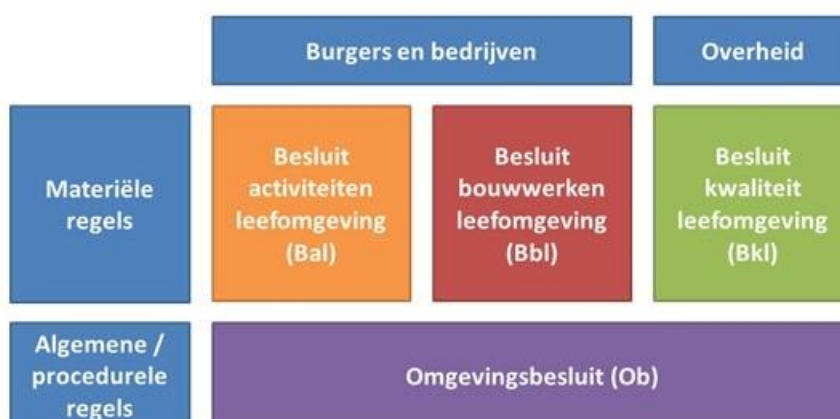 Burgers en bedrijven
Overheid
Materiële
regels
Besluit
activiteiten
leefomgeving
(Bal)
Besluit
bouwwerken
leefomgeving
(Bbl)
Besluit
kwaliteit
leefomgeving
(Bkl)
Algemene /
procedurele
regels
Omgevingsbesluit (Ob)